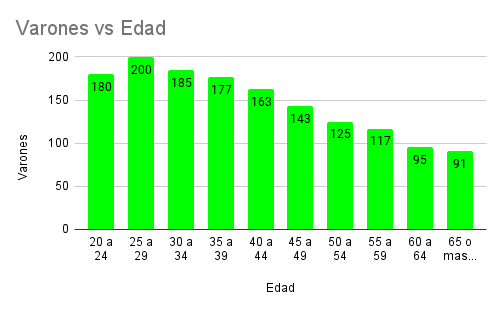 Varones vs Edad
Varones
200
150
100
50
0
180
200
185
177
163
143
125
117
95
91
20 a
24
25 a
29
30 a
34
35 a
39
40 a
44
45 a
49
50 a
54
55 a
59
60 a
64
65 o
mas...
Edad